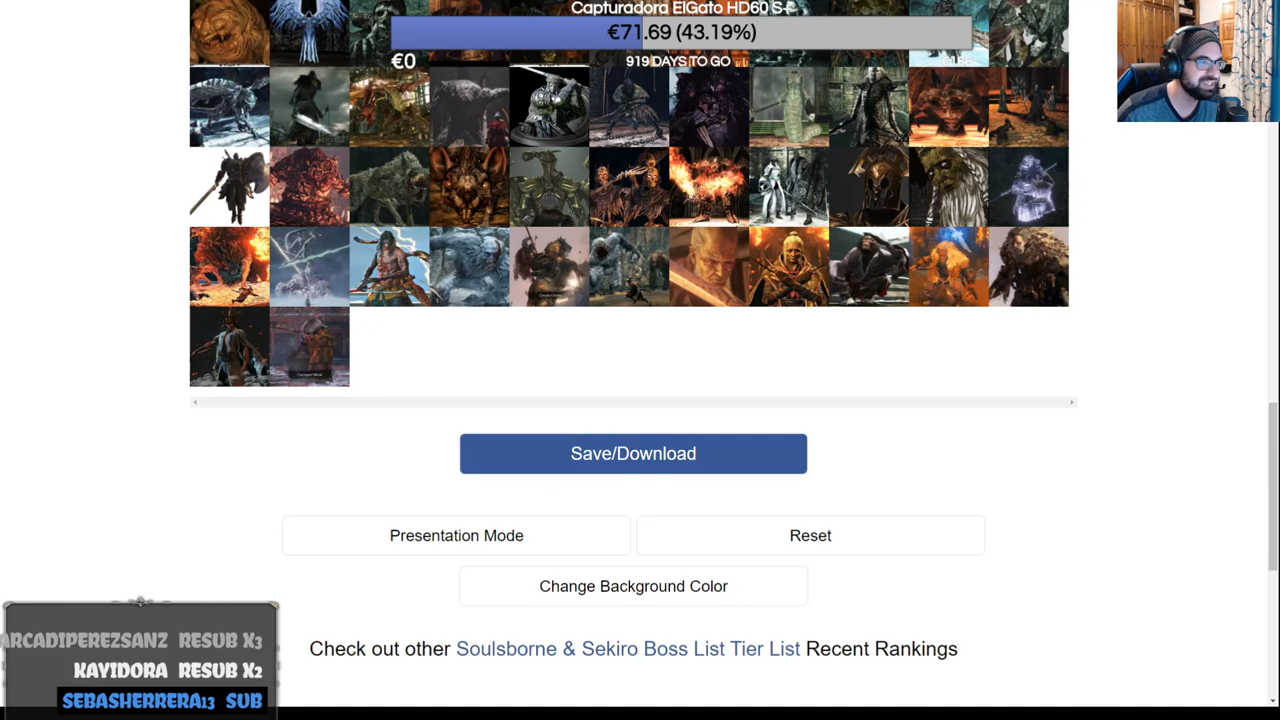 Capturadora ElGato HD60 S+
€71.69 (43.19%)
€0
919 DAYS TO GO
Save/Download
Presentation Mode
Reset
Change Background Color
Check out other Soulsborne & Sekiro Boss List Tier List Recent Rankings
ARCADIPEREZSANZ RESUB X3
KAYIDORA RESUB X2
SEBASHERRERA13 SUB